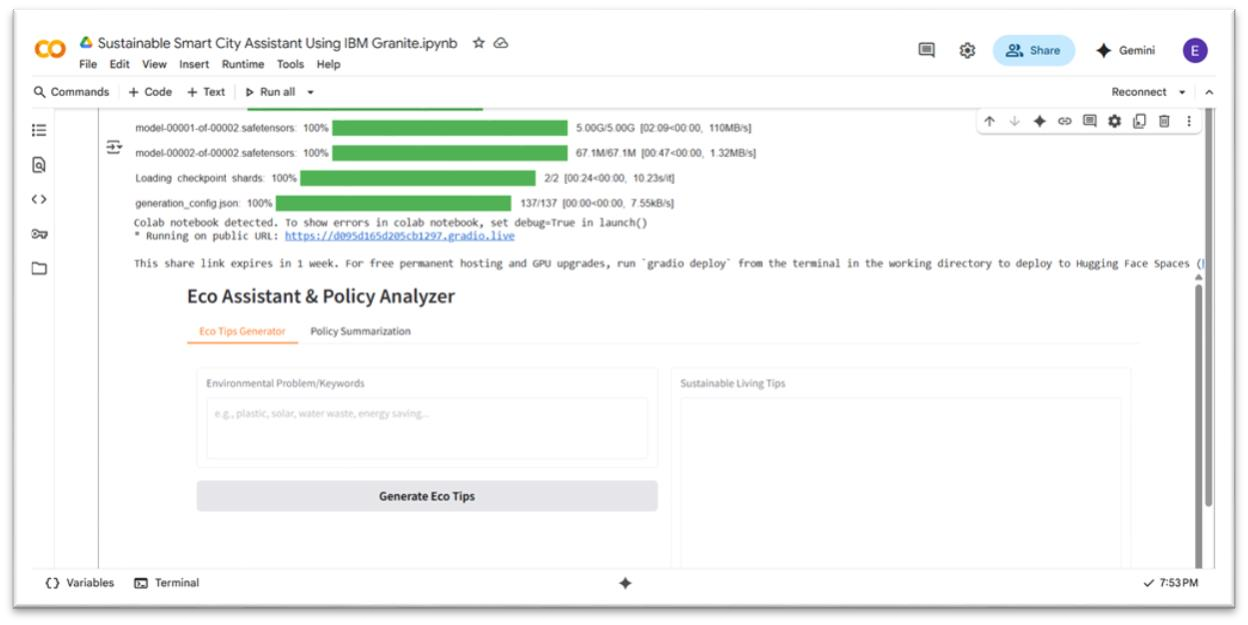 Sustainable Smart City Assistant Using IBM Granite.ipynb
File Edit View Insert Runtime Tools Help
Share
Gemini
E
Commands + Code + Text Run all
Reconnect
model-00001-of-00002.safetensors: 100% 5.00G/5.00G [02:09<00:00, 110MB/s]
model-00002-of-00002.safetensors: 100% 67.1M/67.1M [00:47<00:00, 1.32MB/s]
Loading checkpoint shards: 100% 2/2 [00:24<00:00, 10.23s/it]
generation_config.json: 100% 137/137 [00:00<00:00, 7.55kB/s]
Colab notebook detected. To show errors in colab notebook, set debug=True in launch()
* Running on public URL: https://d095d165d205cb1297.gradio.live
This share link expires in 1 week. For free permanent hosting and GPU upgrades, run `gradio deploy` from the terminal in the working directory to deploy to Hugging Face Spaces (
Eco Assistant & Policy Analyzer
Eco Tips Generator Policy Summarization
Environmental Problem/Keywords
Sustainable Living Tips
e.g., plastic, solar, water waste, energy saving...
Generate Eco Tips
Variables Terminal
7:53 PM